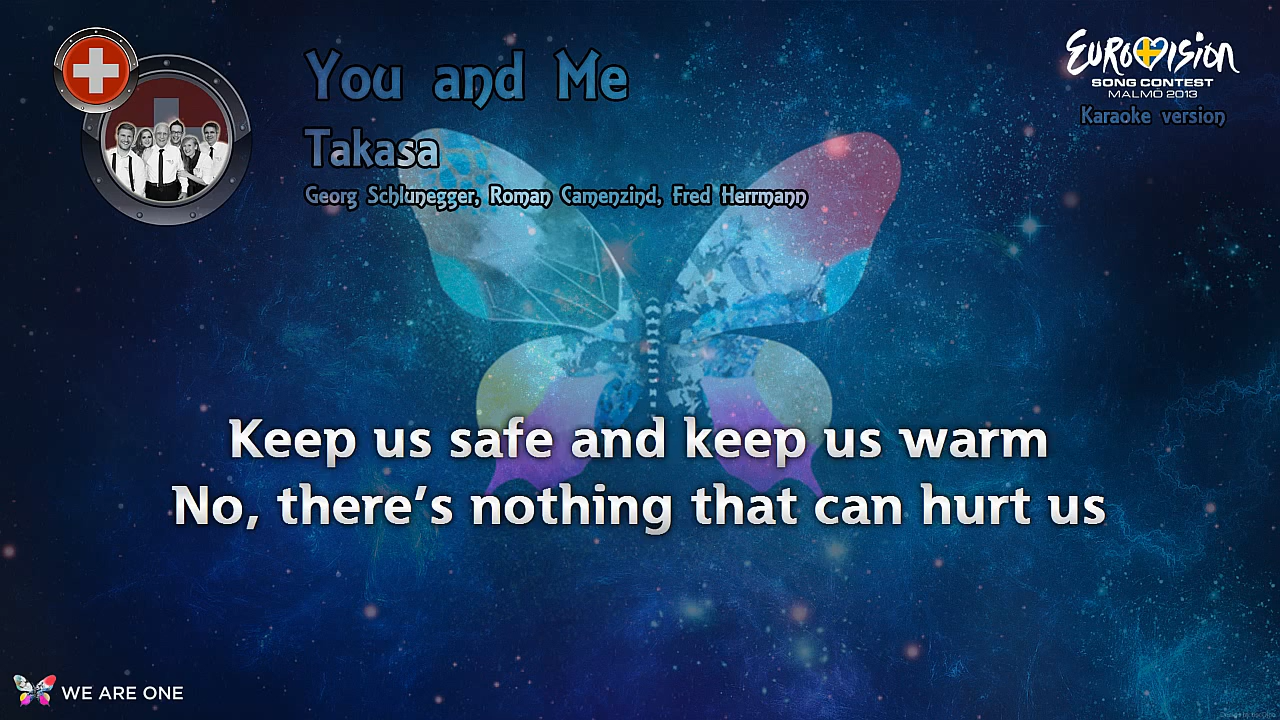 You and Me
Takasa
Georg Schlunegger, Roman Camenzind, Fred Herrmann
EUROVISION
SONG CONTEST
MALMÖ 2013
Karaoke version
Keep us safe and keep us warm
No, there’s nothing that can hurt us
WE ARE ONE